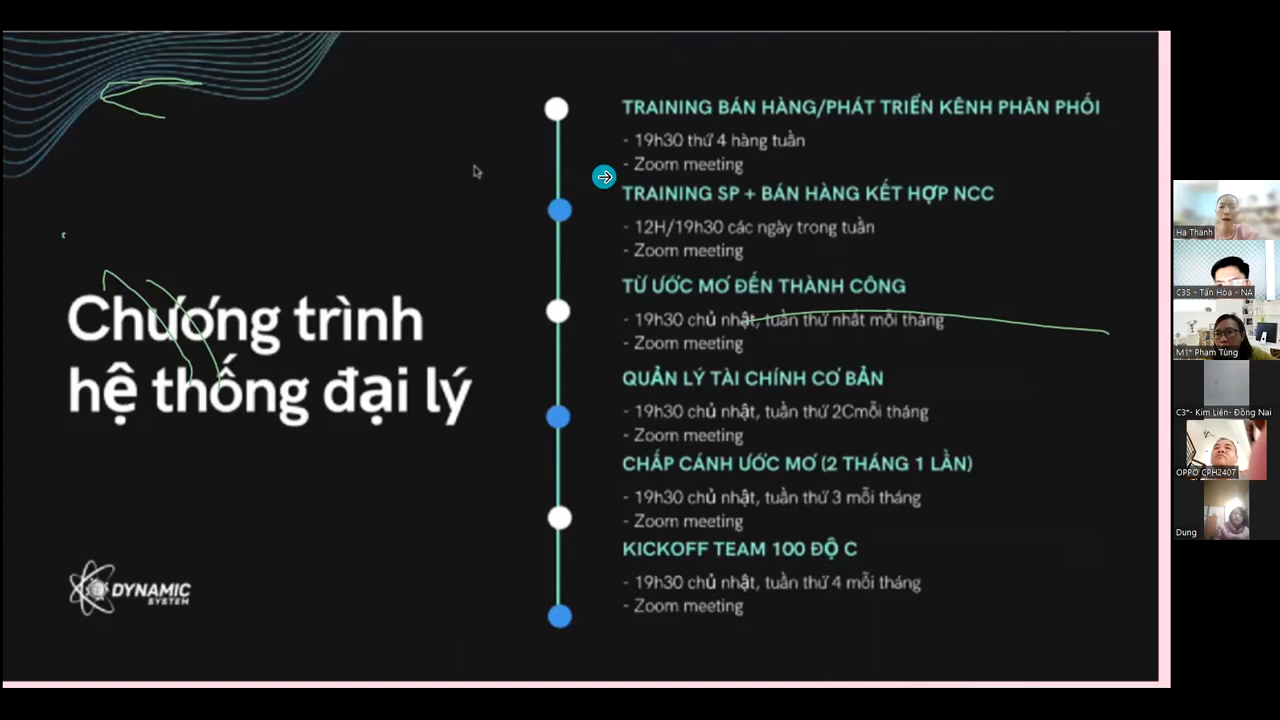 Chương trình
hệ thống đại lý
DYNAMIC
SYSTEM
TRAINING BÁN HÀNG/PHÁT TRIỂN KÊNH PHÂN PHỐI
- 19h30 thứ 4 hàng tuần
- Zoom meeting
TRAINING SP + BÁN HÀNG KẾT HỢP NCC
- 12H/19h30 các ngày trong tuần
- Zoom meeting
TỪ ƯỚC MƠ ĐẾN THÀNH CÔNG
- 19h30 chủ nhật, tuần thứ nhất mỗi tháng
- Zoom meeting
QUẢN LÝ TÀI CHÍNH CƠ BẢN
- 19h30 chủ nhật, tuần thứ 2Cmỗi tháng
- Zoom meeting
CHẮP CÁNH ƯỚC MƠ (2 THÁNG 1 LẦN)
- 19h30 chủ nhật, tuần thứ 3 mỗi tháng
- Zoom meeting
KICKOFF TEAM 100 ĐỘ C
- 19h30 chủ nhật, tuần thứ 4 mỗi tháng
- Zoom meeting
Ha Thanh
C3S - Tấn Hòa - NA
M1* Phạm Tùng
C3*- Kim Liên- Đồng Nai
OPPO CPH2407
Dung